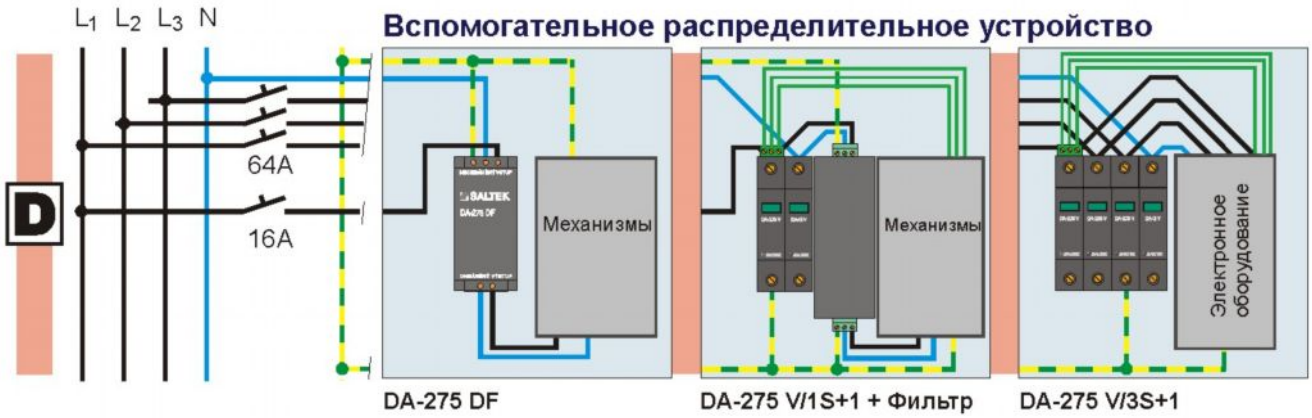 L1 L2 L3 N
Вспомогательное распределительное устройство
64A
16A
D
SALTEK
DA-275 DF
Механизмы
Механизмы
Электронное
оборудование
DA-275 DF
DA-275 V/1S+1 + Фильтр
DA-275 V/3S+1